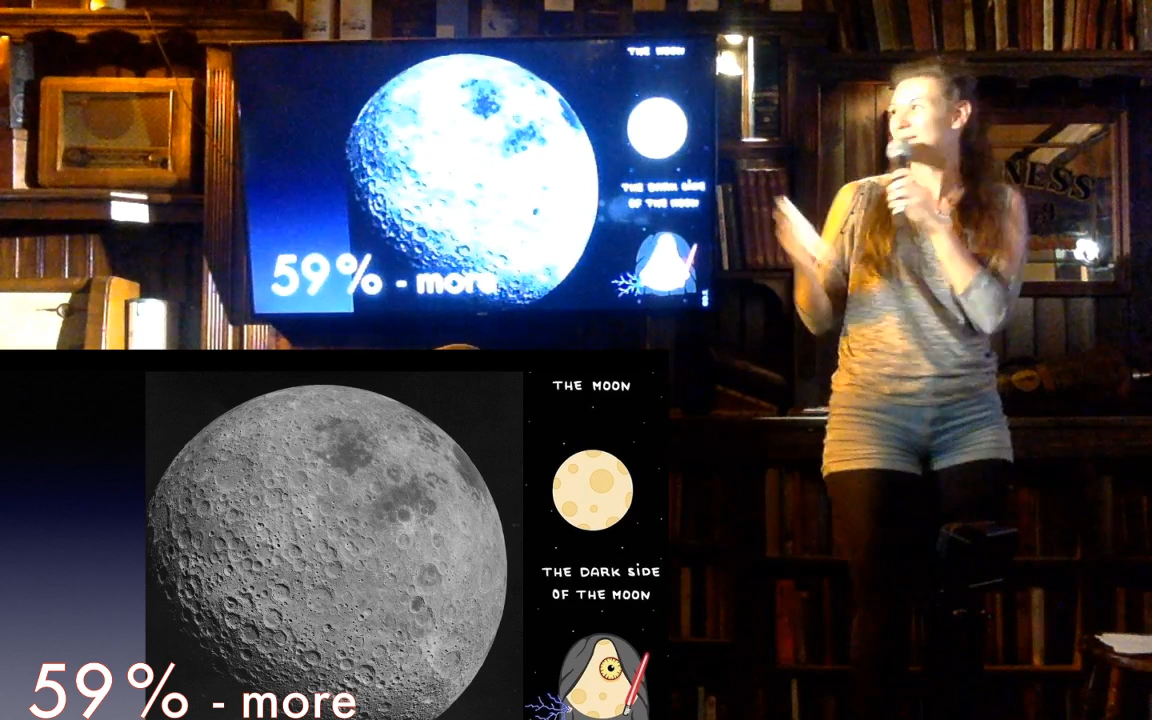 THE MOON
THE DARK SIDE
OF THE MOON
59% - more
NESS
THE MOON
THE DARK SIDE
OF THE MOON
59% - more